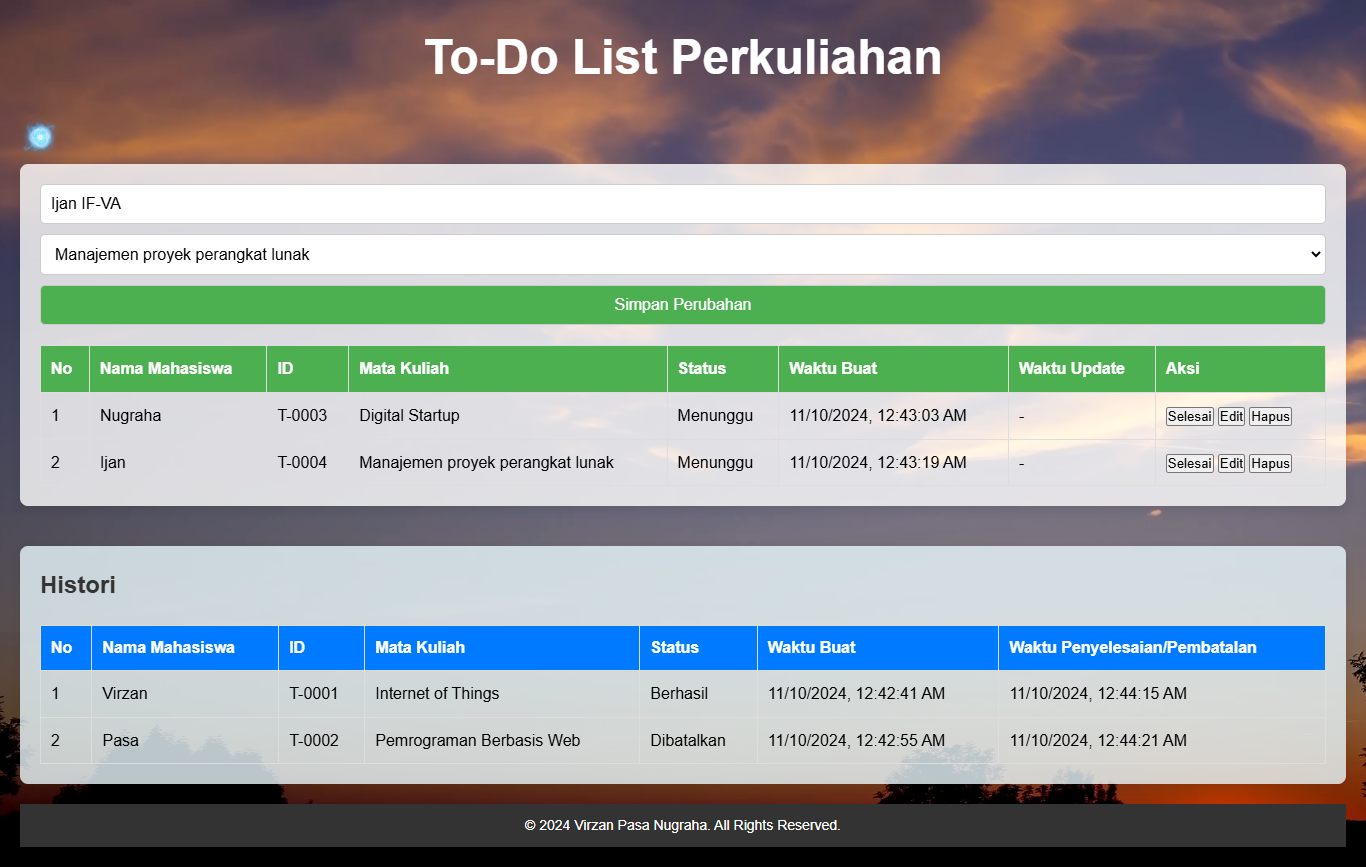 To-Do List Perkuliahan
Ijan IF-VA
Manajemen proyek perangkat lunak
Simpan Perubahan
No Nama Mahasiswa ID Mata Kuliah Status Waktu Buat Waktu Update Aksi
1 Nugraha T-0003 Digital Startup Menunggu 11/10/2024, 12:43:03 AM - Selesai Edit Hapus
2 Ijan T-0004 Manajemen proyek perangkat lunak Menunggu 11/10/2024, 12:43:19 AM - Selesai Edit Hapus
Histori
No Nama Mahasiswa ID Mata Kuliah Status Waktu Buat Waktu Penyelesaian/Pembatalan
1 Virzan T-0001 Internet of Things Berhasil 11/10/2024, 12:42:41 AM 11/10/2024, 12:44:15 AM
2 Pasa T-0002 Pemrograman Berbasis Web Dibatalkan 11/10/2024, 12:42:55 AM 11/10/2024, 12:44:21 AM
© 2024 Virzan Pasa Nugraha. All Rights Reserved.